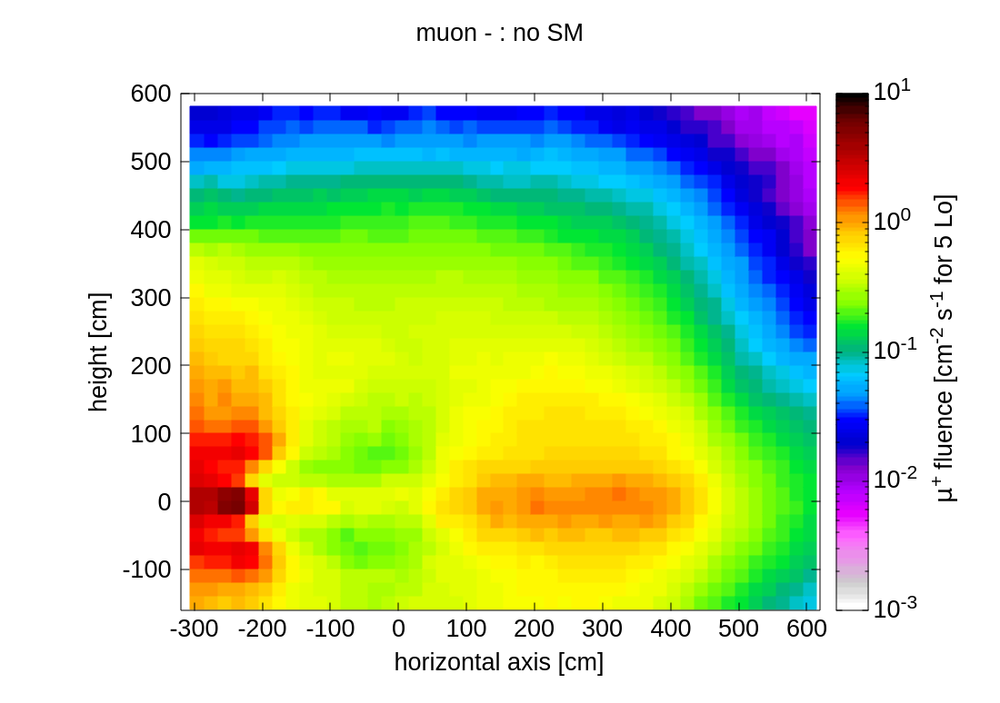 muon - : no SM
600
500
400
300
200
100
0
-100
height [cm]
-300 -200 -100 0 100 200 300 400 500 600
horizontal axis [cm]
10^1
10^0
10^-1
10^-2
10^-3
μ^+ fluence [cm^-2 s^-1 for 5 Lo]